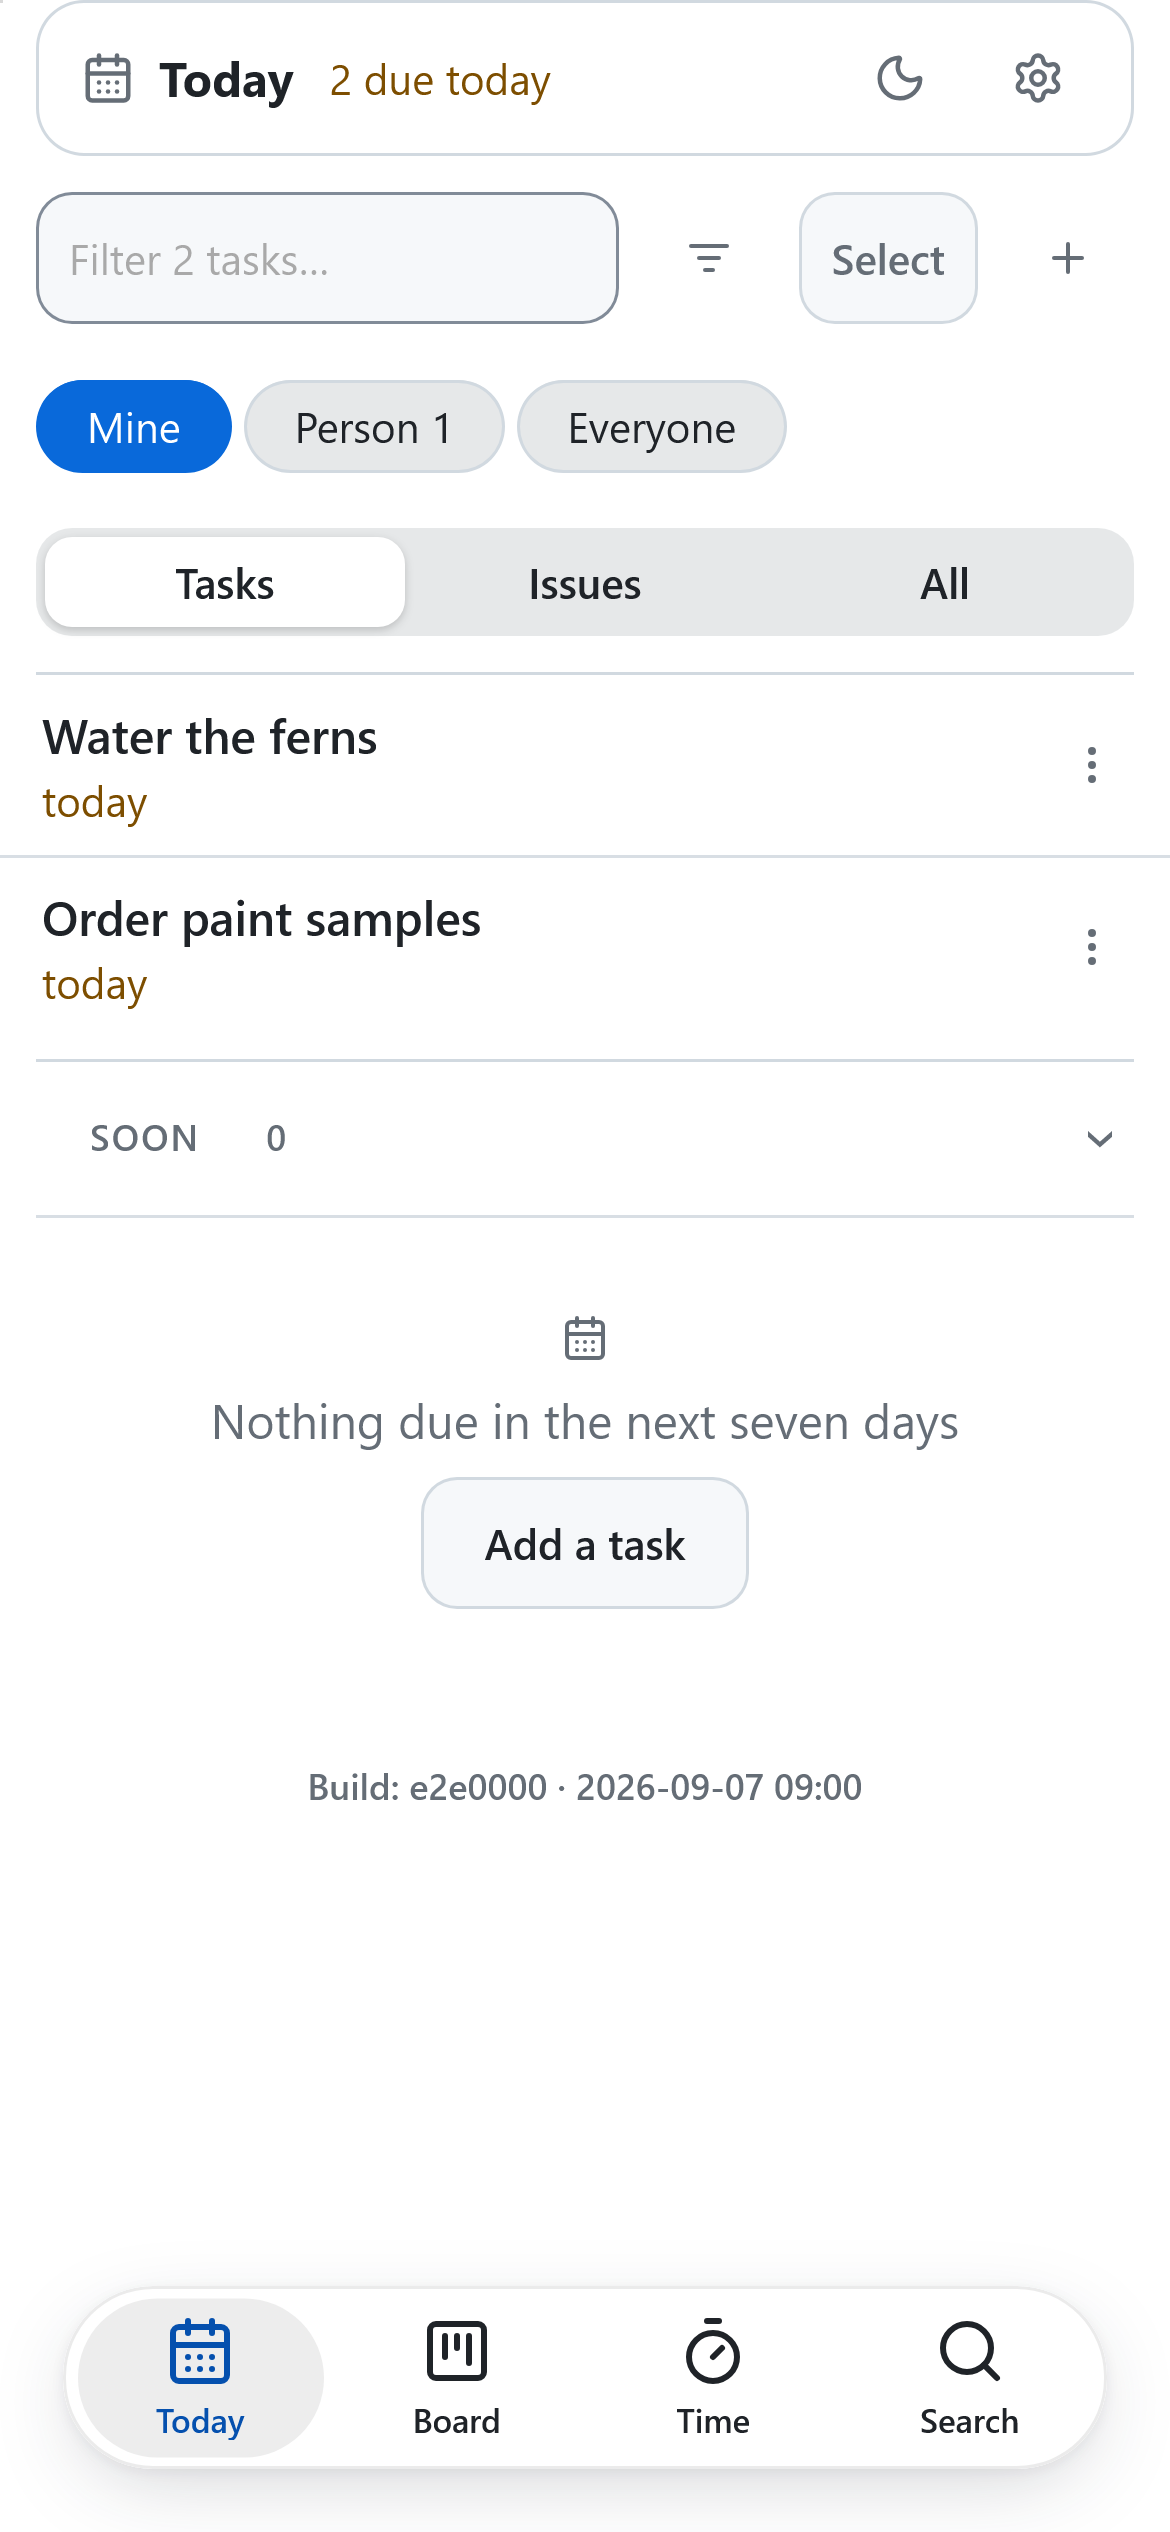 Today 2 due today
Filter 2 tasks...
Select
Mine Person 1 Everyone
Tasks Issues All
Water the ferns
today
Order paint samples
today
SOON 0
Nothing due in the next seven days
Add a task
Build: e2e0000 · 2026-09-07 09:00
Today Board Time Search